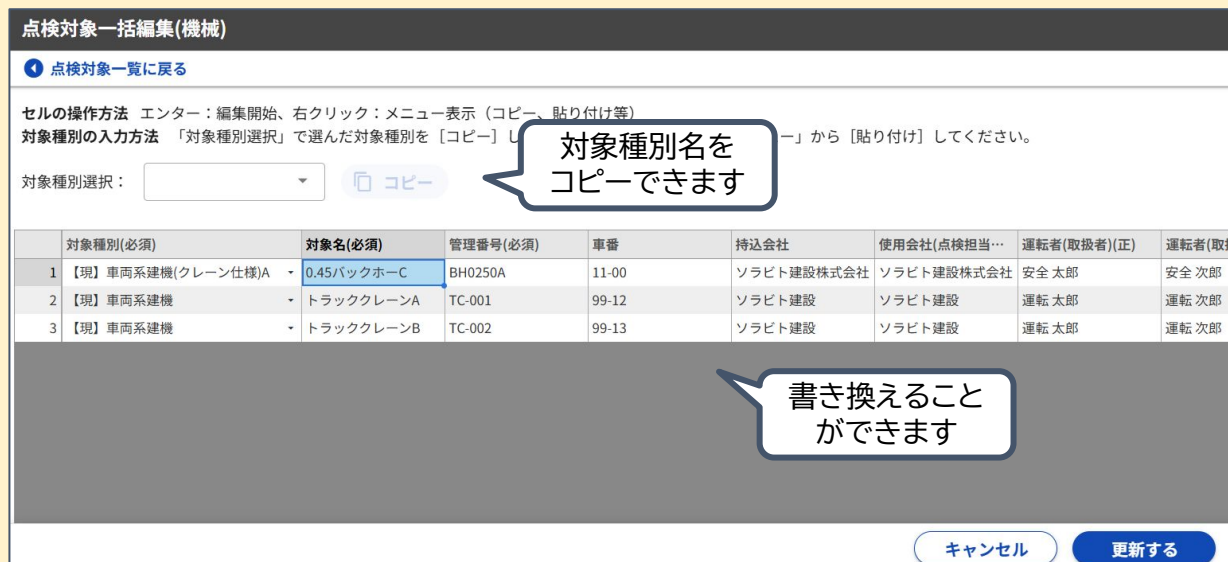 点検対象一括編集(機械)
点検対象一覧に戻る
セルの操作方法 エンター：編集開始、右クリック：メニュー表示（コピー、貼り付け等）
対象種別の入力方法 「対象種別選択」で選んだ対象種別を［コピー］し ー」から［貼り付け］してください。
対象種別名を
コピーできます
対象種別選択： コピー
対象種別(必須) 対象名(必須) 管理番号(必須) 車番 持込会社 使用会社(点検担当… 運転者(取扱者)(正) 運転者(取扱
1 【現】車両系建機(クレーン仕様)A 0.45バックホーC BH0250A 11-00 ソラビト建設株式会社 ソラビト建設株式会社 安全 太郎 安全 次郎
2 【現】車両系建機 トラッククレーンA TC-001 99-12 ソラビト建設 ソラビト建設 運転 太郎 運転 次郎
3 【現】車両系建機 トラッククレーンB TC-002 99-13 ソラビト建設 ソラビト建設 運転 太郎 運転 次郎
書き換えること
ができます
キャンセル 更新する